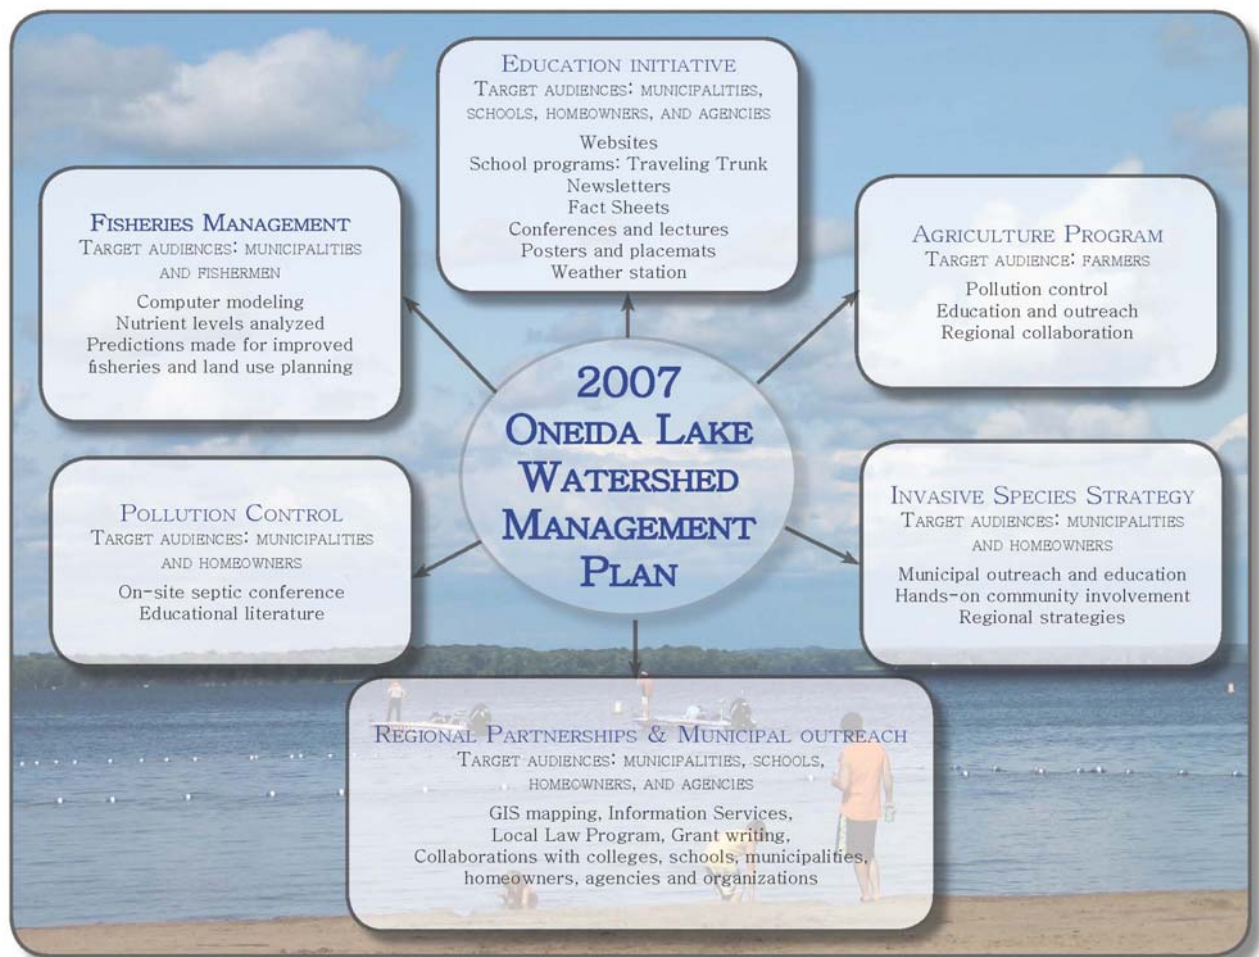 Education initiative
Target audiences: municipalities,
schools, homeowners, and agencies
Websites
School programs: Traveling Trunk
Newsletters
Fact Sheets
Conferences and lectures
Posters and placemats
Weather station
Fisheries Management
Target audiences: municipalities
and fishermen
Computer modeling
Nutrient levels analyzed
Predictions made for improved
fisheries and land use planning
Agriculture Program
Target audience: farmers
Pollution control
Education and outreach
Regional collaboration
2007
Oneida Lake
Watershed
Management
Plan
Pollution Control
Target audiences: municipalities
and homeowners
On-site septic conference
Educational literature
Invasive Species Strategy
Target audiences: municipalities
and homeowners
Municipal outreach and education
Hands-on community involvement
Regional strategies
Regional Partnerships & Municipal outreach
Target audiences: municipalities, schools,
homeowners, and agencies
GIS mapping, Information Services,
Local Law Program, Grant writing,
Collaborations with colleges, schools, municipalities,
homeowners, agencies and organizations